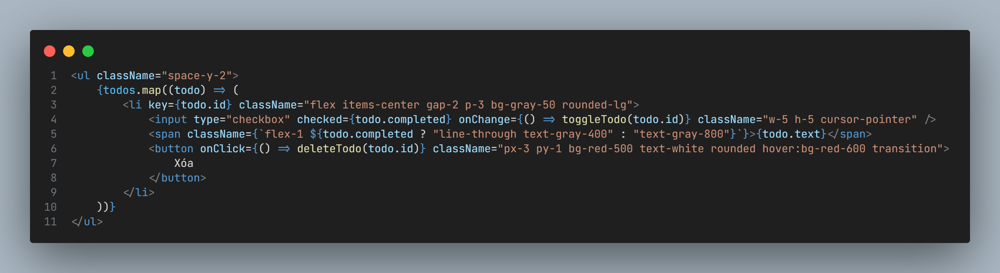 1 <ul className="space-y-2">
2     {todos.map((todo) => (
3         <li key={todo.id} className="flex items-center gap-2 p-3 bg-gray-50 rounded-lg">
4             <input type="checkbox" checked={todo.completed} onChange={() => toggleTodo(todo.id)} className="w-5 h-5 cursor-pointer" />
5             <span className={`flex-1 ${todo.completed ? "line-through text-gray-400" : "text-gray-800"}`}>{todo.text}</span>
6             <button onClick={() => deleteTodo(todo.id)} className="px-3 py-1 bg-red-500 text-white rounded hover:bg-red-600 transition">
7                 Xóa
8             </button>
9         </li>
10     ))}
11 </ul>